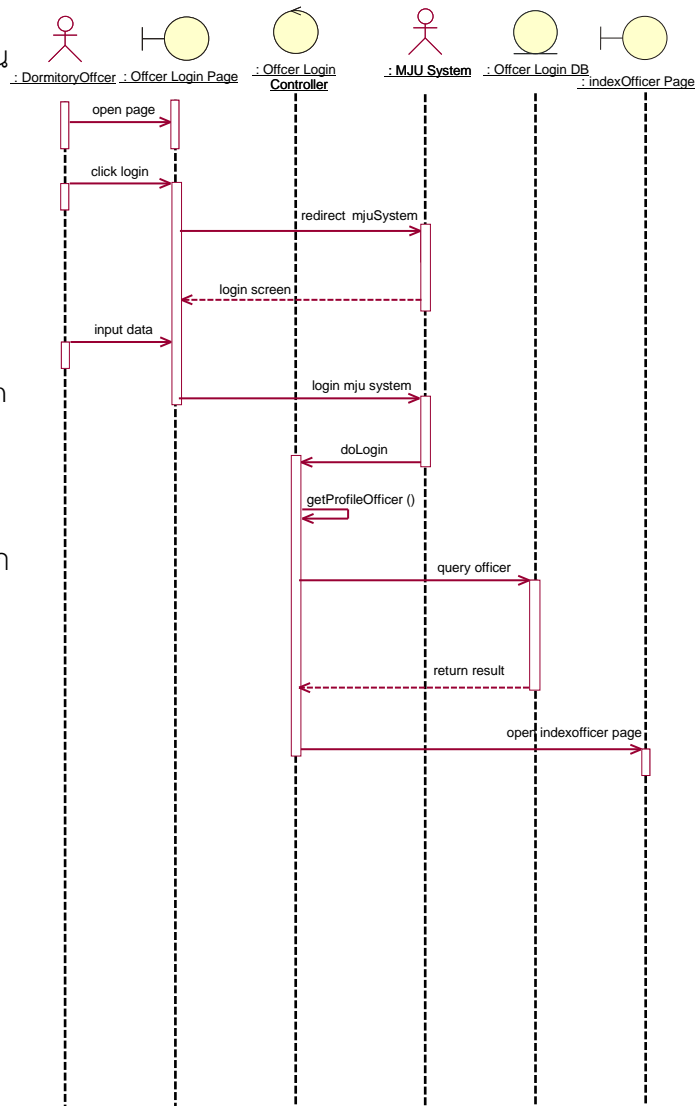 : DormitoryOffcer
: Offcer Login Page
: Offcer Login
Controller
: MJU System
: Offcer Login DB
: indexOfficer Page
open page
click login
redirect mjuSystem
login screen
input data
login mju system
doLogin
getProfileOfficer ()
query officer
return result
open indexofficer page